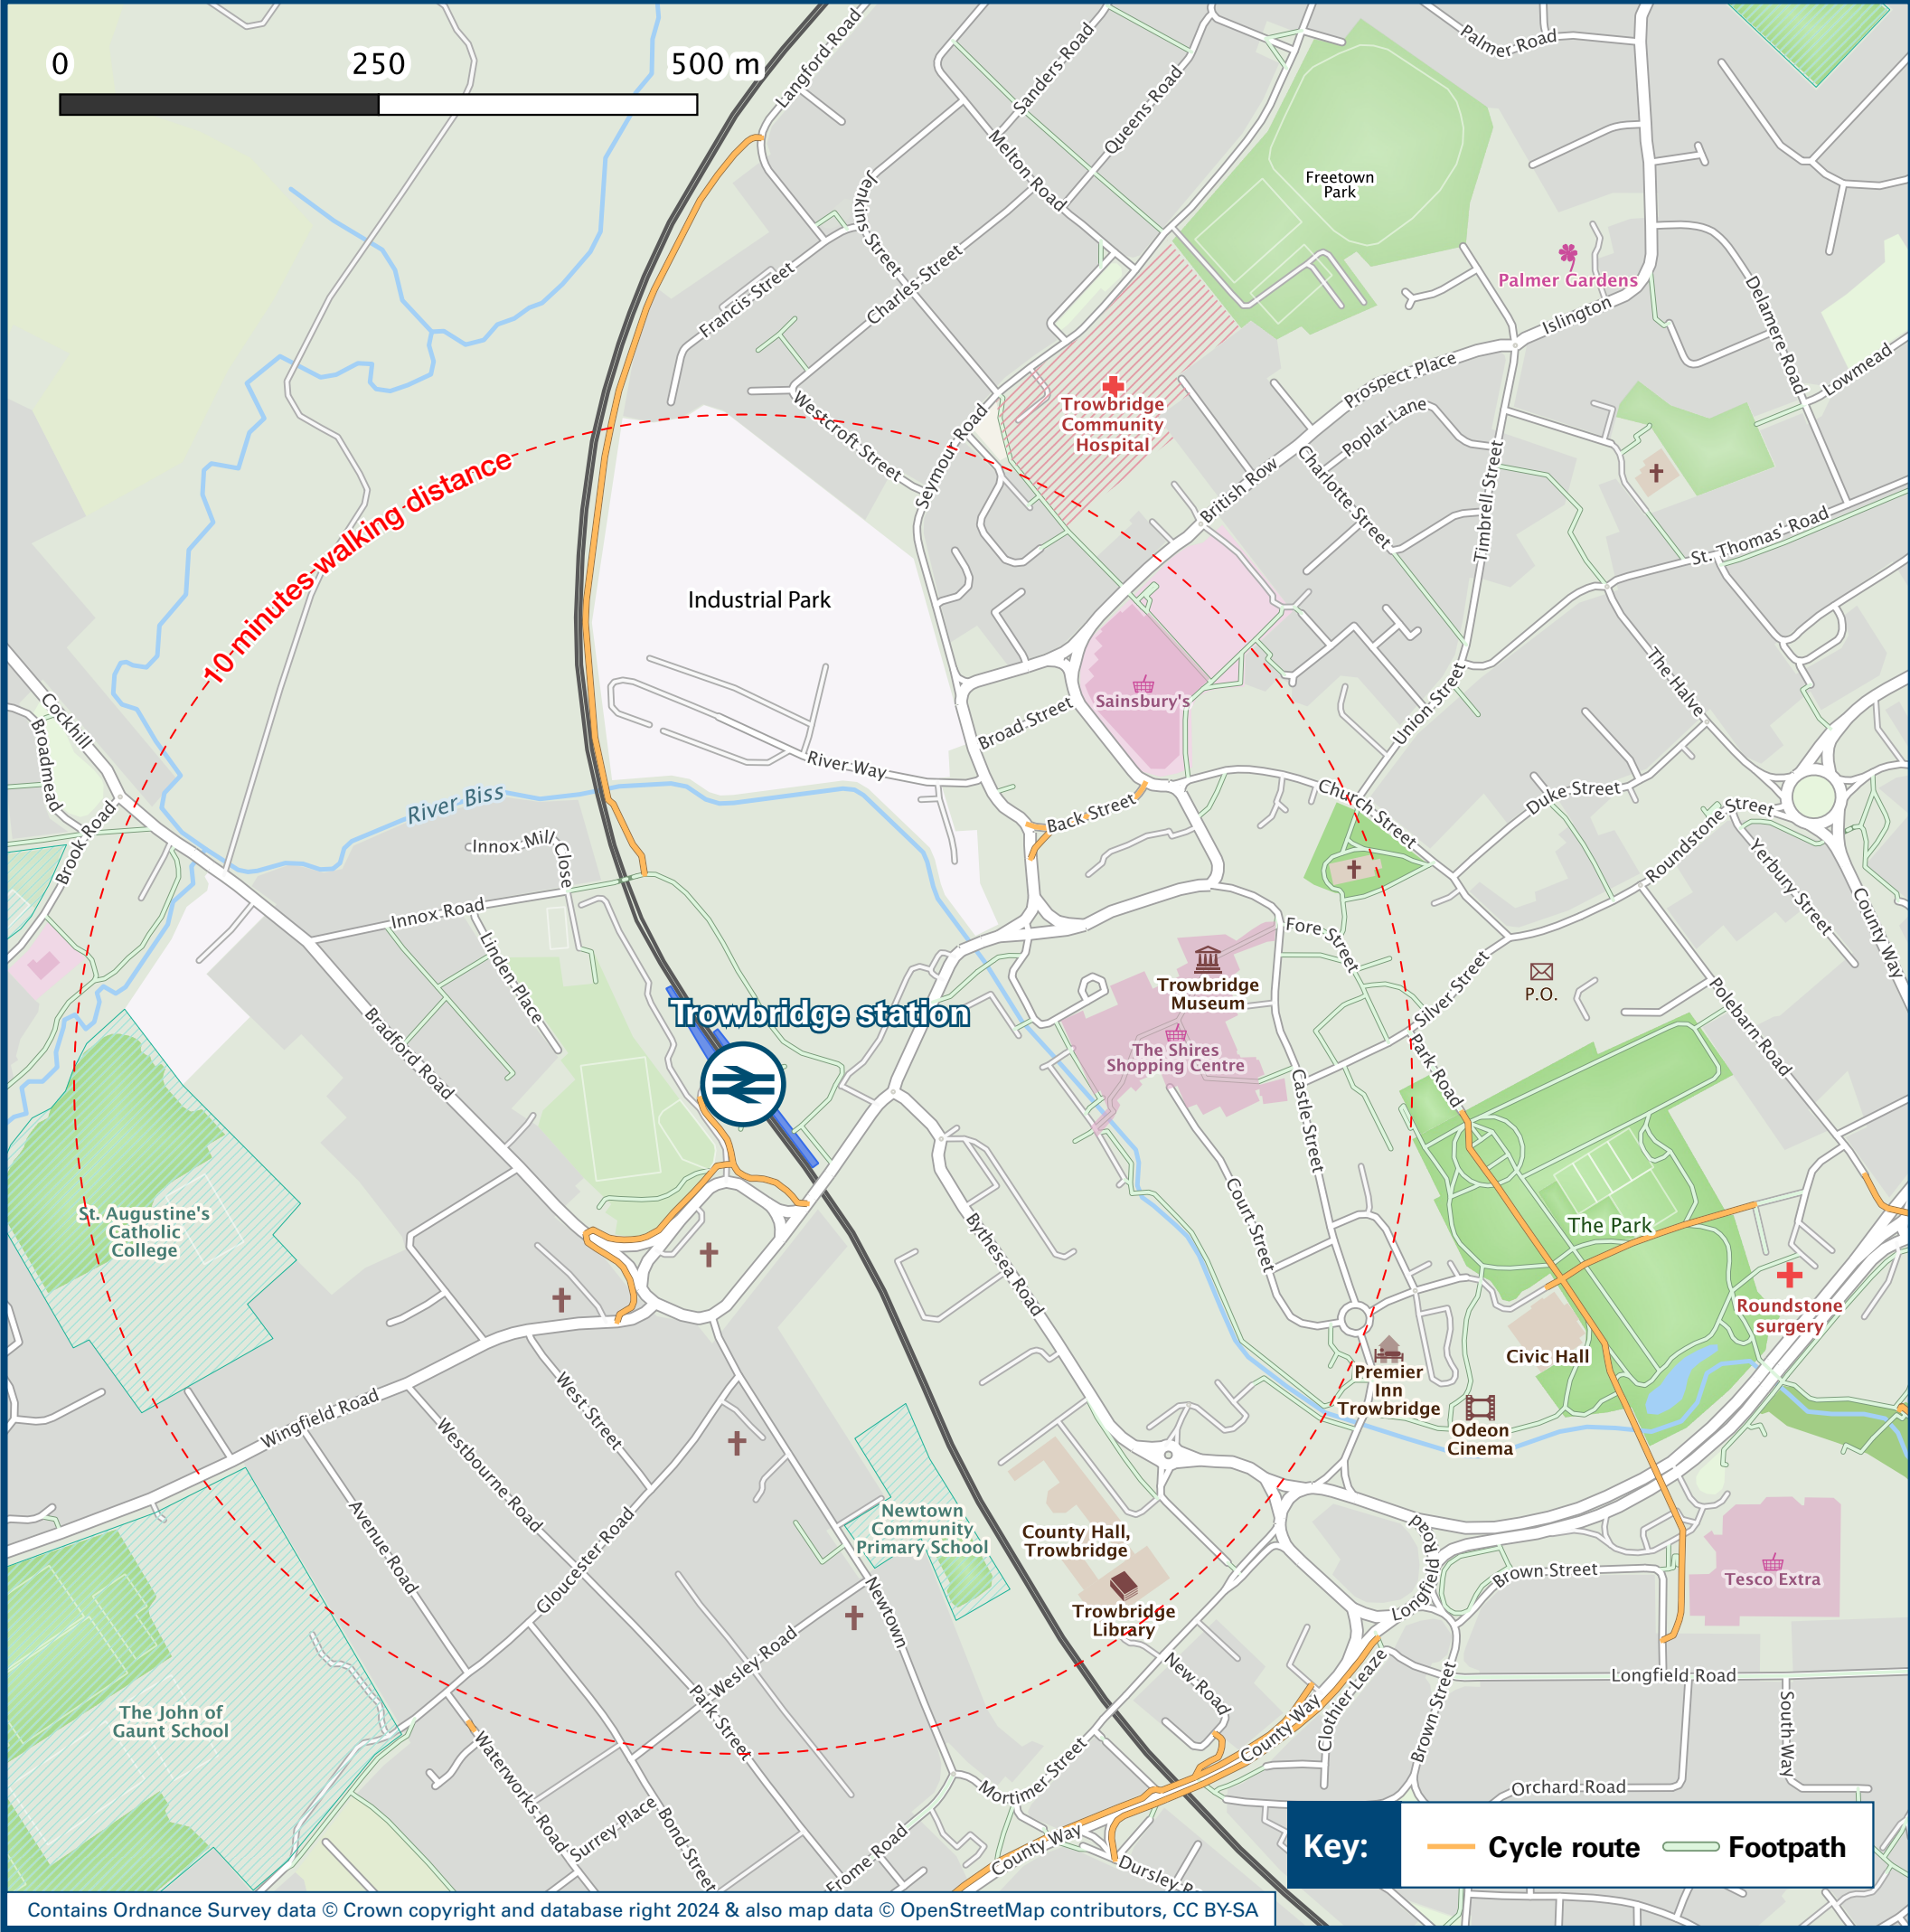 0 250 500 m
Langford Road
Sanders Road
Queens Road
Palmer Road
Melton Road
Jenkins Street
Freetown
Park
Palmer Gardens
Francis Street
Charles Street
Islington
Delamere Road
Prospect Place
Lowmead
Westcroft Street
Trowbridge
Community
Hospital
Poplar Lane
Seymour Road
British Row
Charlotte Street
Timbrell Street
10 minutes walking distance
St. Thomas' Road
Industrial Park
Cockhill
Broadmead
Sainsbury's
Broad Street
Union Street
The Halve
River Way
River Biss
Back Street
Church Street
Duke Street
Roundstone Street
Brook Road
Innox Mill Close
Yerbury Street
County Way
Innox Road
Linden Place
Fore Street
Trowbridge
Museum
Silver Street
P.O.
Trowbridge station
The Shires
Shopping Centre
Polebarn Road
Bradford Road
Park Road
Castle Street
St. Augustine's
Catholic
College
Court Street
The Park
Bythesea Road
Roundstone
surgery
Civic Hall
Premier
Inn
Trowbridge
Odeon
Cinema
Wingfield Road
West Street
Westbourne Road
Avenue Road
Newtown
Community
Primary School
County Hall,
Trowbridge
Longfield Road
Brown Street
Tesco Extra
Gloucester Road
Newtown
Trowbridge
Library
Wesley Road
New Road
Longfield Road
The John of
Gaunt School
Park Street
Clothier Leaze
County Way
Brown Street
South Way
Waterworks Road
Mortimer Street
Orchard Road
Surrey Place
Bond Street
Frome Road
County Way
Dursley R
Key: Cycle route Footpath
Contains Ordnance Survey data © Crown copyright and database right 2024 & also map data © OpenStreetMap contributors, CC BY-SA